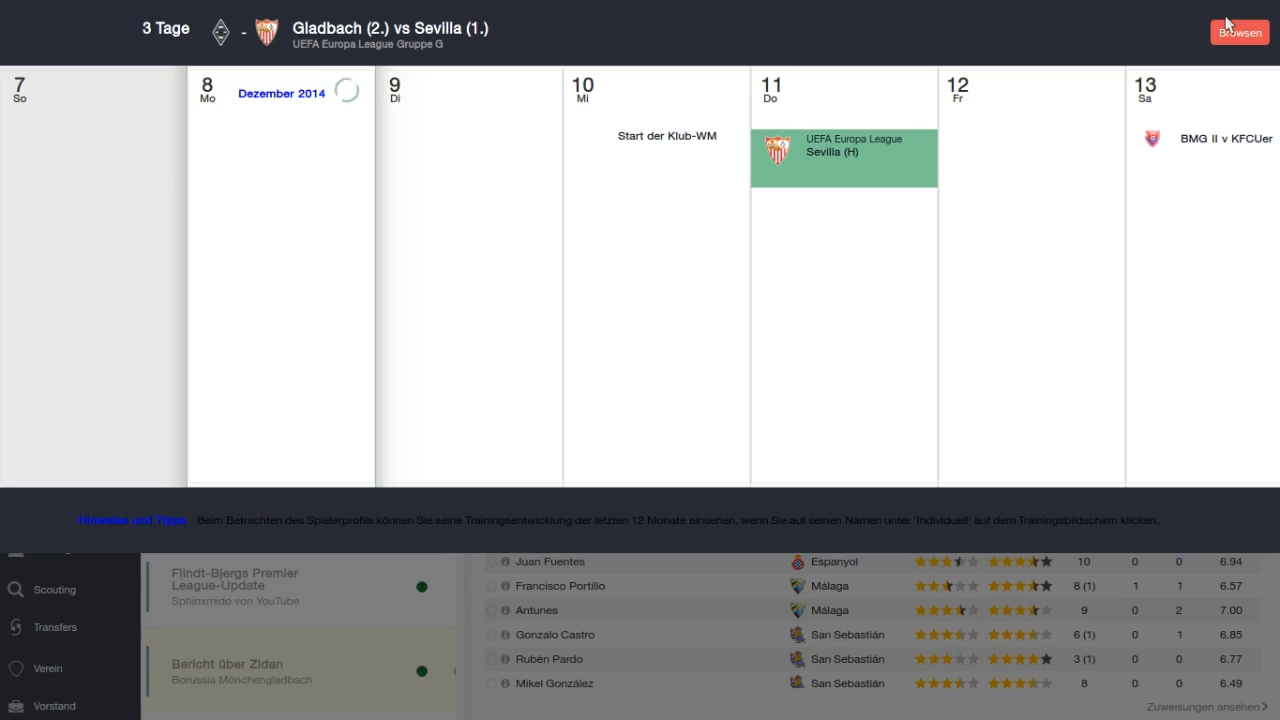 3 Tage
-
Gladbach (2.) vs Sevilla (1.)
UEFA Europa League Gruppe G
Browsen
7
So
8
Mo
Dezember 2014
9
Di
10
Mi
11
Do
12
Fr
13
Sa
Start der Klub-WM
UEFA Europa League
Sevilla (H)
BMG II v KFCUer
Hinweise und Tipps Beim Betrachten des Spielerprofils können Sie seine Trainingsentwicklung der letzten 12 Monate einsehen, wenn Sie auf seinen Namen unter 'Individuell' auf dem Trainingsbildschirm klicken.
Scouting
Transfers
Verein
Vorstand
Flindt-Bjergs Premier
League-Update
Sphinxmido von YouTube
Bericht über Zidan
Borussia Mönchengladbach
Juan Fuentes Espanyol 10 0 0 6.94
Francisco Portillo Málaga 8 (1) 1 1 6.57
Antunes Málaga 9 0 2 7.00
Gonzalo Castro San Sebastián 6 (1) 0 1 6.85
Rubén Pardo San Sebastián 3 (1) 0 0 6.77
Mikel González San Sebastián 8 0 0 6.49
Zuweisungen ansehen >